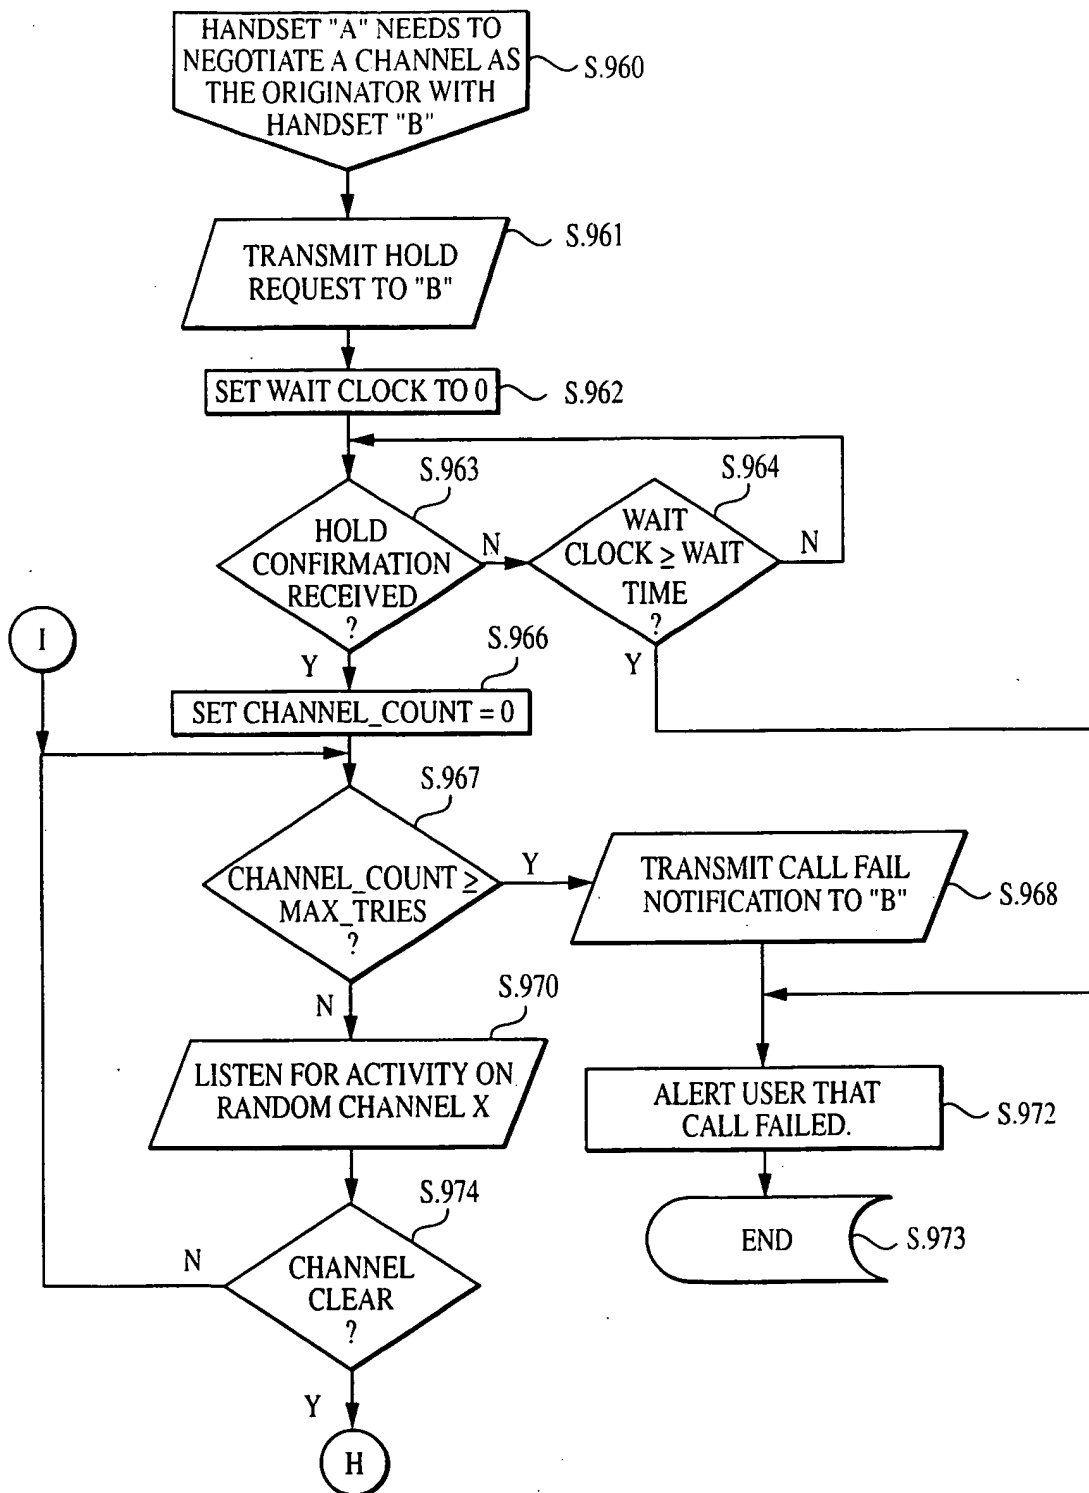 HANDSET "A" NEEDS TO
NEGOTIATE A CHANNEL AS
THE ORIGINATOR WITH
HANDSET "B"
S.960
TRANSMIT HOLD
REQUEST TO "B"
S.961
SET WAIT CLOCK TO 0
S.962
HOLD
CONFIRMATION
RECEIVED
?
S.963
N
WAIT
CLOCK ≥ WAIT
TIME
?
S.964
N
Y
Y
I
SET CHANNEL_COUNT = 0
S.966
CHANNEL_COUNT ≥
MAX_TRIES
?
S.967
Y
TRANSMIT CALL FAIL
NOTIFICATION TO "B"
S.968
N
LISTEN FOR ACTIVITY ON
RANDOM CHANNEL X
S.970
ALERT USER THAT
CALL FAILED.
S.972
END
S.973
CHANNEL
CLEAR
?
S.974
N
Y
H